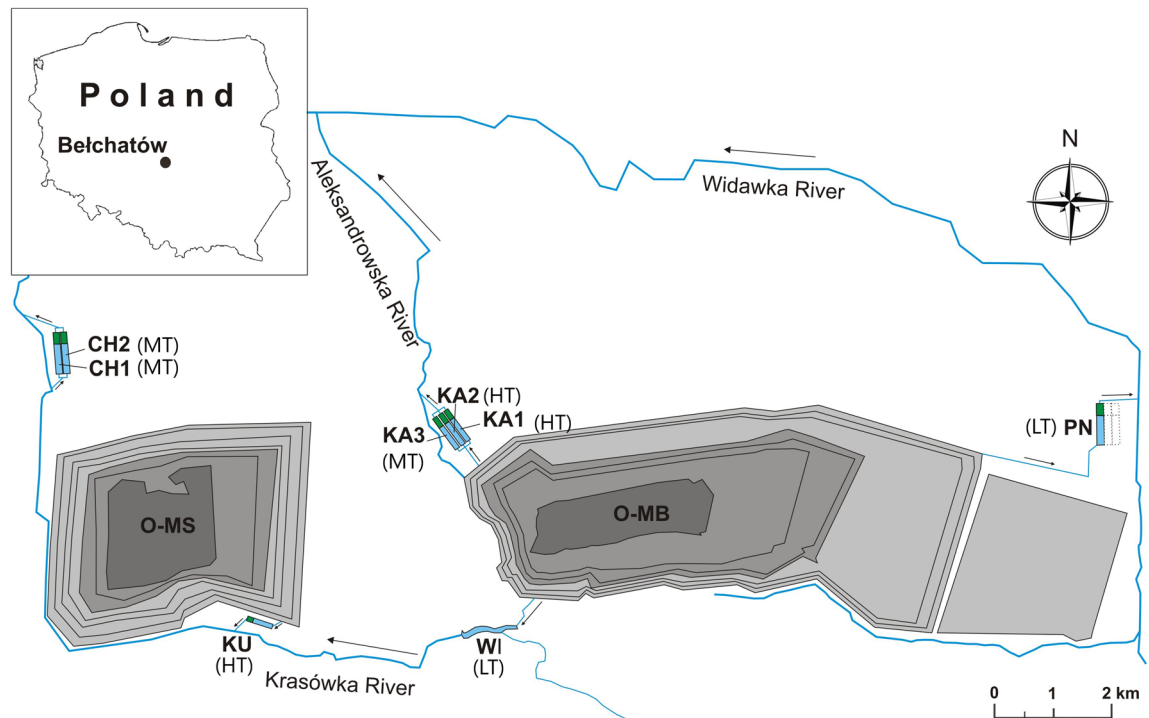 Poland
Bełchatów
N
Widawka River
Aleksandrowska River
CH2 (MT)
CH1 (MT)
KA2 (HT)
KA1 (HT)
KA3
(MT)
(LT) PN
O-MS
O-MB
KU
(HT)
WI
(LT)
Krasówka River
0 1 2 km